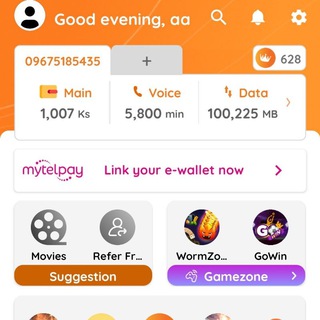 Good evening, aa
09675185435
+
628
Main
Voice
Data
1,007 Ks
5,800 min
100,225 MB
mytelpay
Link your e-wallet now
Movies
Refer Fr...
WormZo...
GoWin
Suggestion
Gamezone